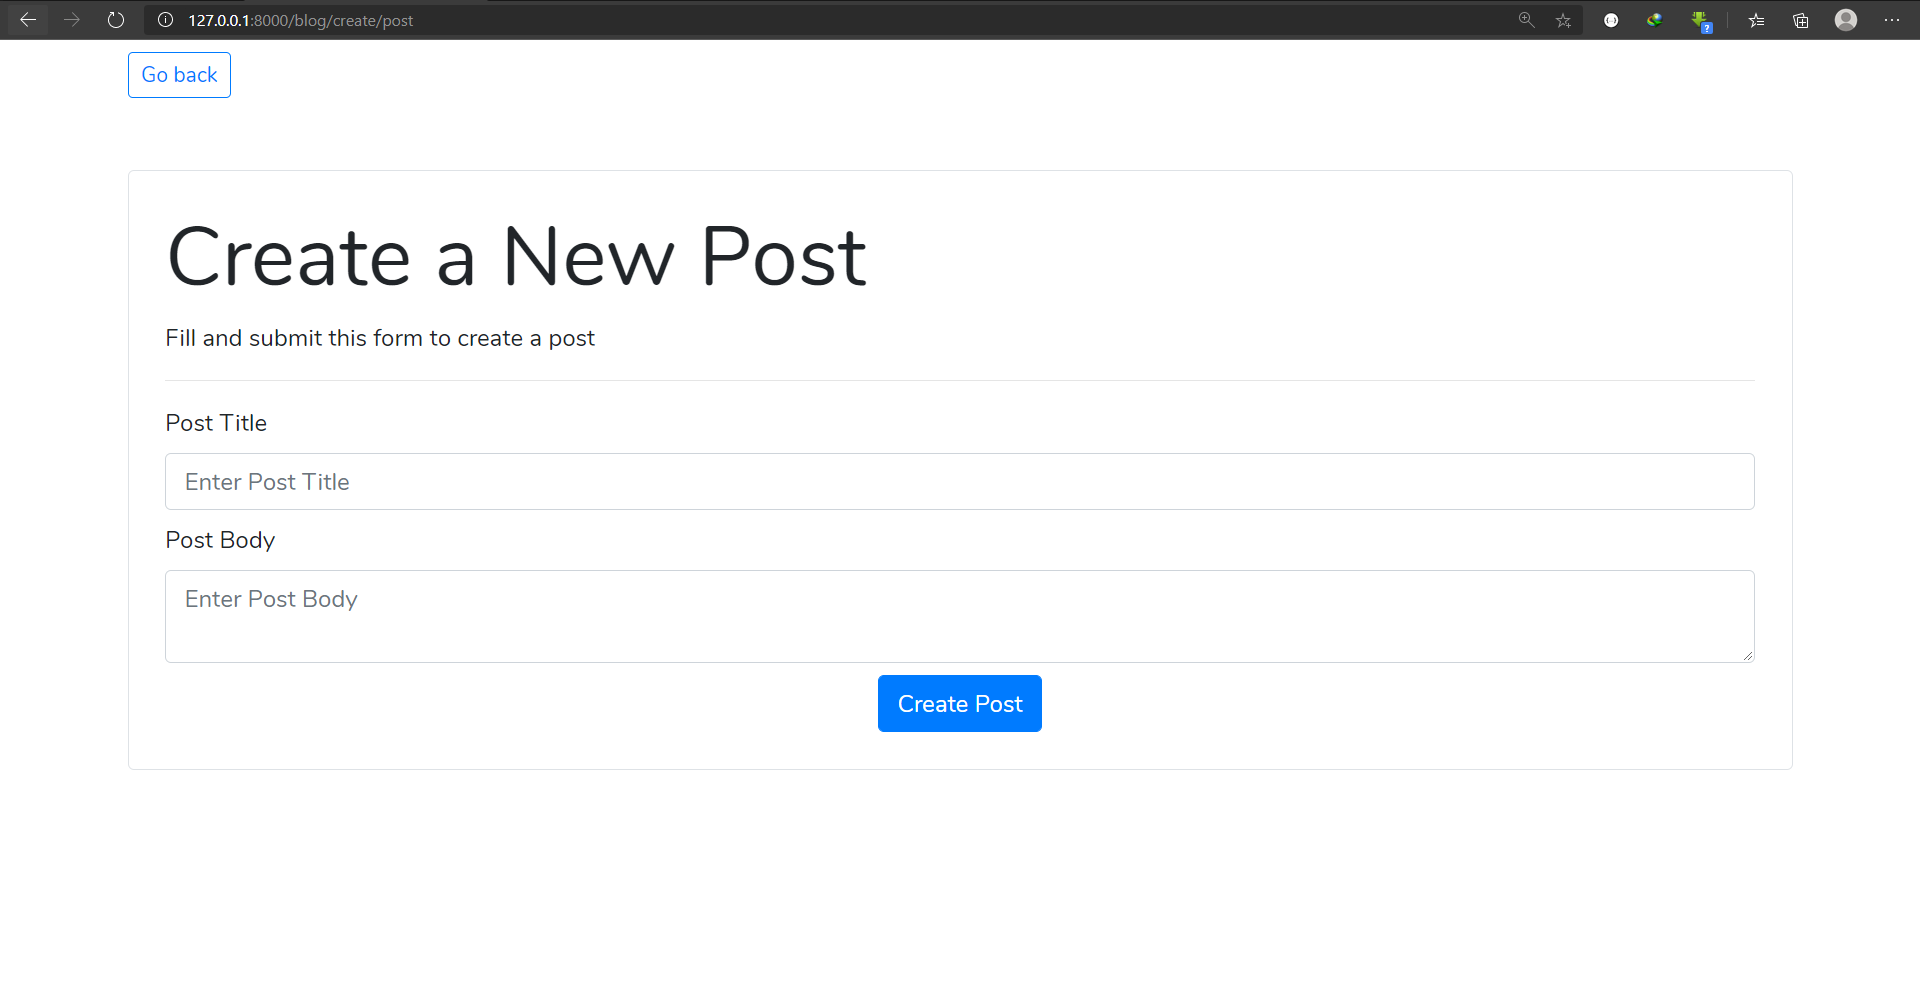 127.0.0.1:8000/blog/create/post
Go back
Create a New Post
Fill and submit this form to create a post
Post Title
Enter Post Title
Post Body
Enter Post Body
Create Post